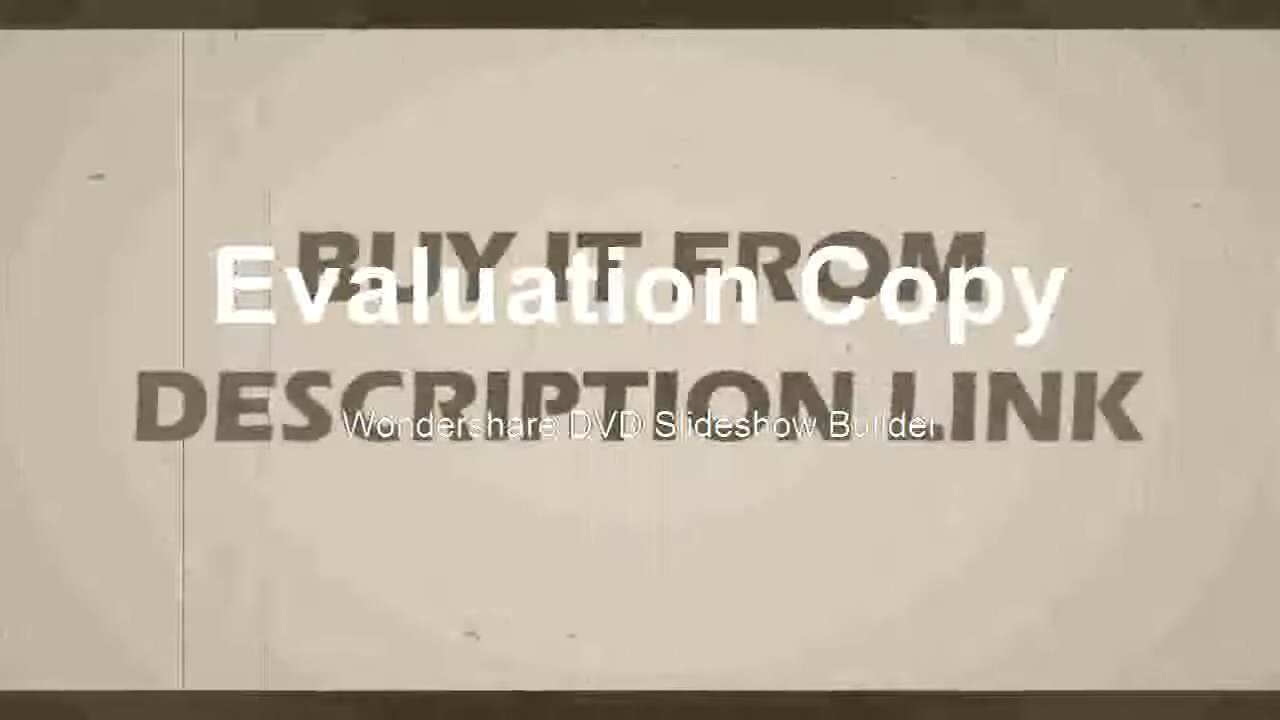 BUY IT FROM
Evaluation Copy
DESCRIPTION LINK
Wondershare DVD Slideshow Builder